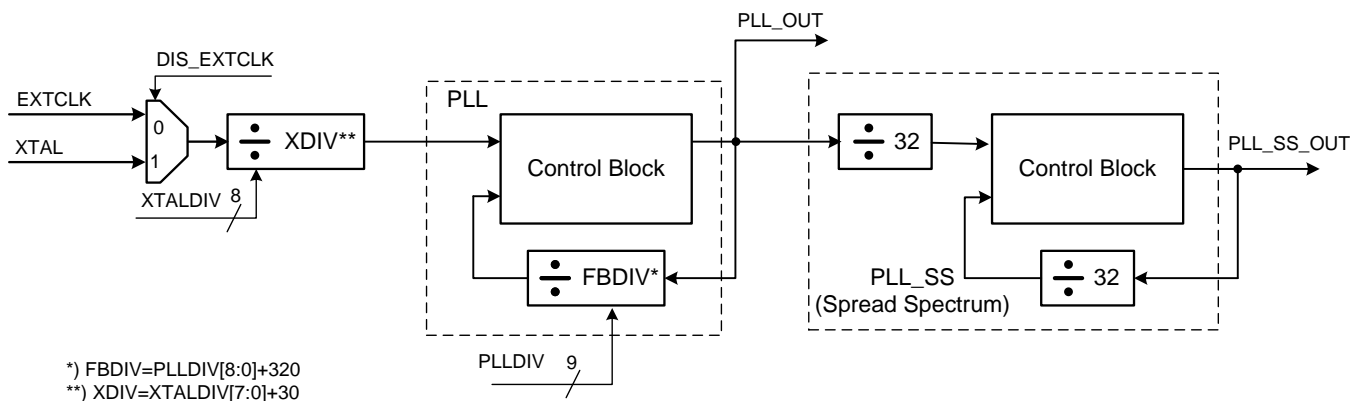 PLL_OUT
DIS_EXTCLK
EXTCLK
XTAL
0
1
÷ XDIV**
XTALDIV 8
PLL
Control Block
÷ FBDIV*
PLLDIV 9
÷ 32
Control Block
PLL_SS_OUT
÷ 32
PLL_SS
(Spread Spectrum)
*) FBDIV=PLLDIV[8:0]+320
**) XDIV=XTALDIV[7:0]+30